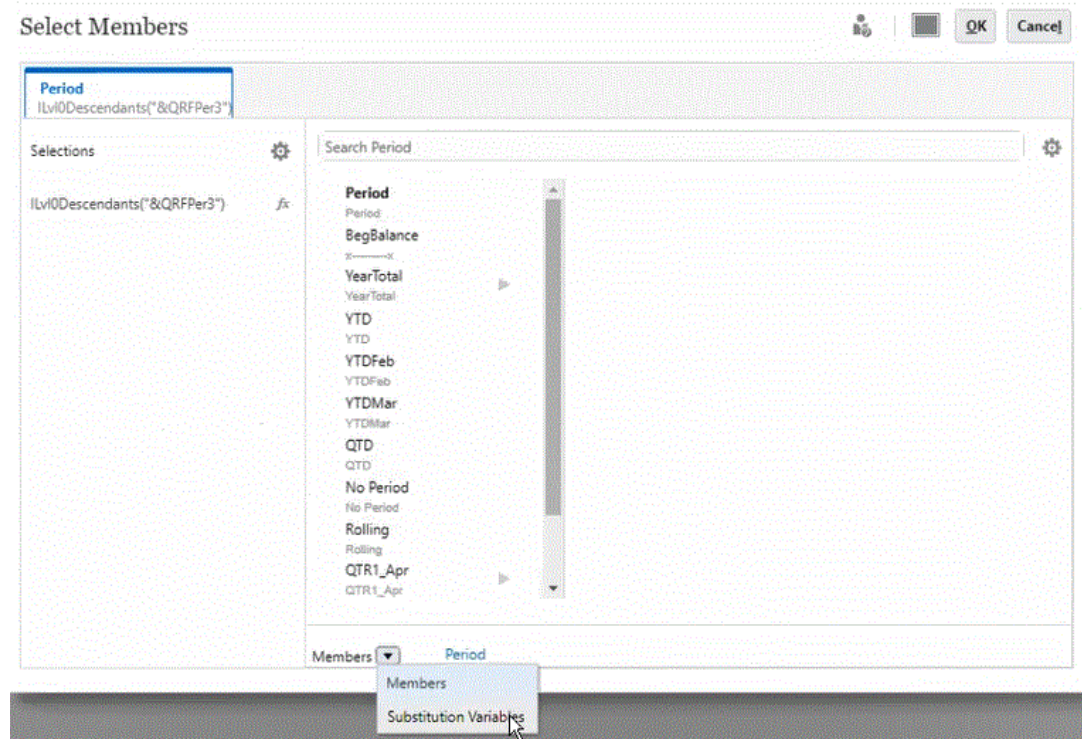 Select Members
OK
Cancel
Period
ILvl0Descendants("&QRFPer3")
Selections
Search Period
ILvl0Descendants("&QRFPer3")
fx
Period
Period
BegBalance
x----------x
YearTotal
YearTotal
YTD
YTD
YTDFeb
YTDFeb
YTDMar
YTDMar
QTD
QTD
No Period
No Period
Rolling
Rolling
QTR1_Apr
QTR1_Apr
Members
Period
Members
Substitution Variables